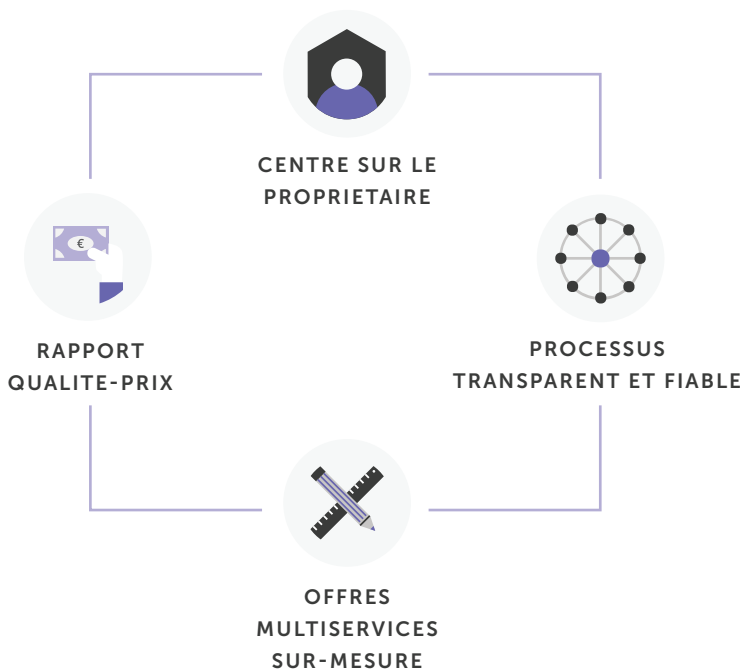 CENTRE SUR LE
PROPRIETAIRE
€
RAPPORT
QUALITE-PRIX
PROCESSUS
TRANSPARENT ET FIABLE
OFFRES
MULTISERVICES
SUR-MESURE